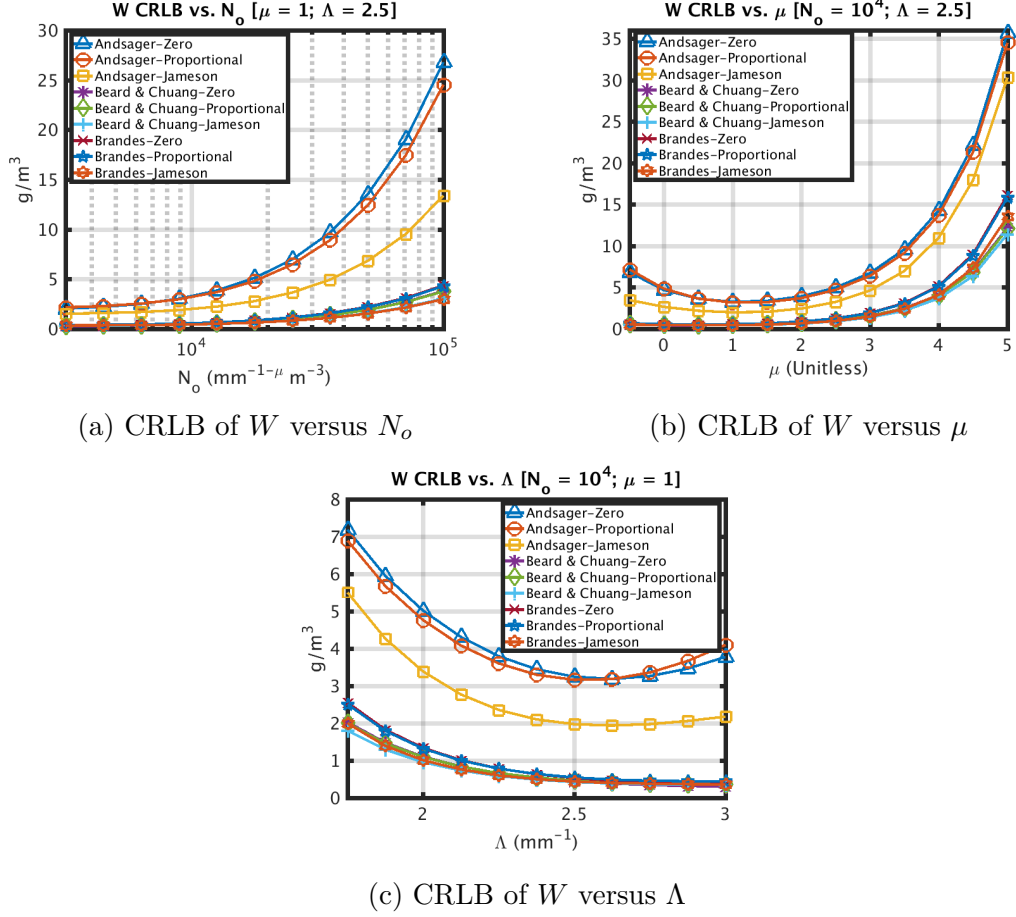 W CRLB vs. N_o [μ = 1; Λ = 2.5]
g/m³
30
25
20
15
10
5
0
Andsager-Zero
Andsager-Proportional
Andsager-Jameson
Beard & Chuang-Zero
Beard & Chuang-Proportional
Beard & Chuang-Jameson
Brandes-Zero
Brandes-Proportional
Brandes-Jameson
10⁴
10⁵
N_o (mm^{-1-μ} m⁻³)
(a) CRLB of W versus N_o
W CRLB vs. μ [N_o = 10⁴; Λ = 2.5]
g/m³
35
30
25
20
15
10
5
0
Andsager-Zero
Andsager-Proportional
Andsager-Jameson
Beard & Chuang-Zero
Beard & Chuang-Proportional
Beard & Chuang-Jameson
Brandes-Zero
Brandes-Proportional
Brandes-Jameson
0 1 2 3 4 5
μ (Unitless)
(b) CRLB of W versus μ
W CRLB vs. Λ [N_o = 10⁴; μ = 1]
g/m³
8
7
6
5
4
3
2
1
0
Andsager-Zero
Andsager-Proportional
Andsager-Jameson
Beard & Chuang-Zero
Beard & Chuang-Proportional
Beard & Chuang-Jameson
Brandes-Zero
Brandes-Proportional
Brandes-Jameson
2 2.5 3
Λ (mm⁻¹)
(c) CRLB of W versus Λ